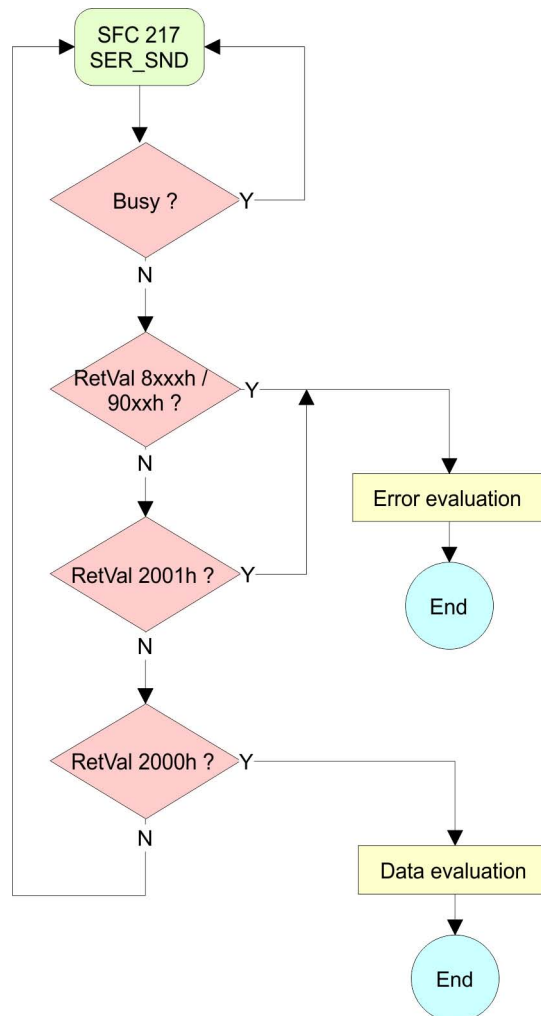 SFC 217
SER_SND
Busy ?
Y
N
RetVal 8xxxh /
90xxh ?
Y
N
Error evaluation
RetVal 2001h ?
Y
End
N
RetVal 2000h ?
Y
N
Data evaluation
End